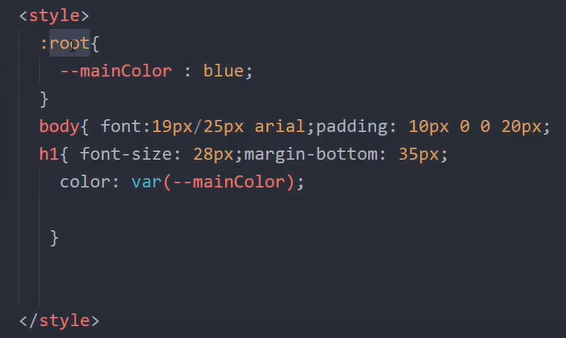 <style>
:root{
--mainColor : blue;
}
body{ font:19px/25px arial;padding: 10px 0 0 20px;
h1{ font-size: 28px;margin-bottom: 35px;
color: var(--mainColor);
}
</style>